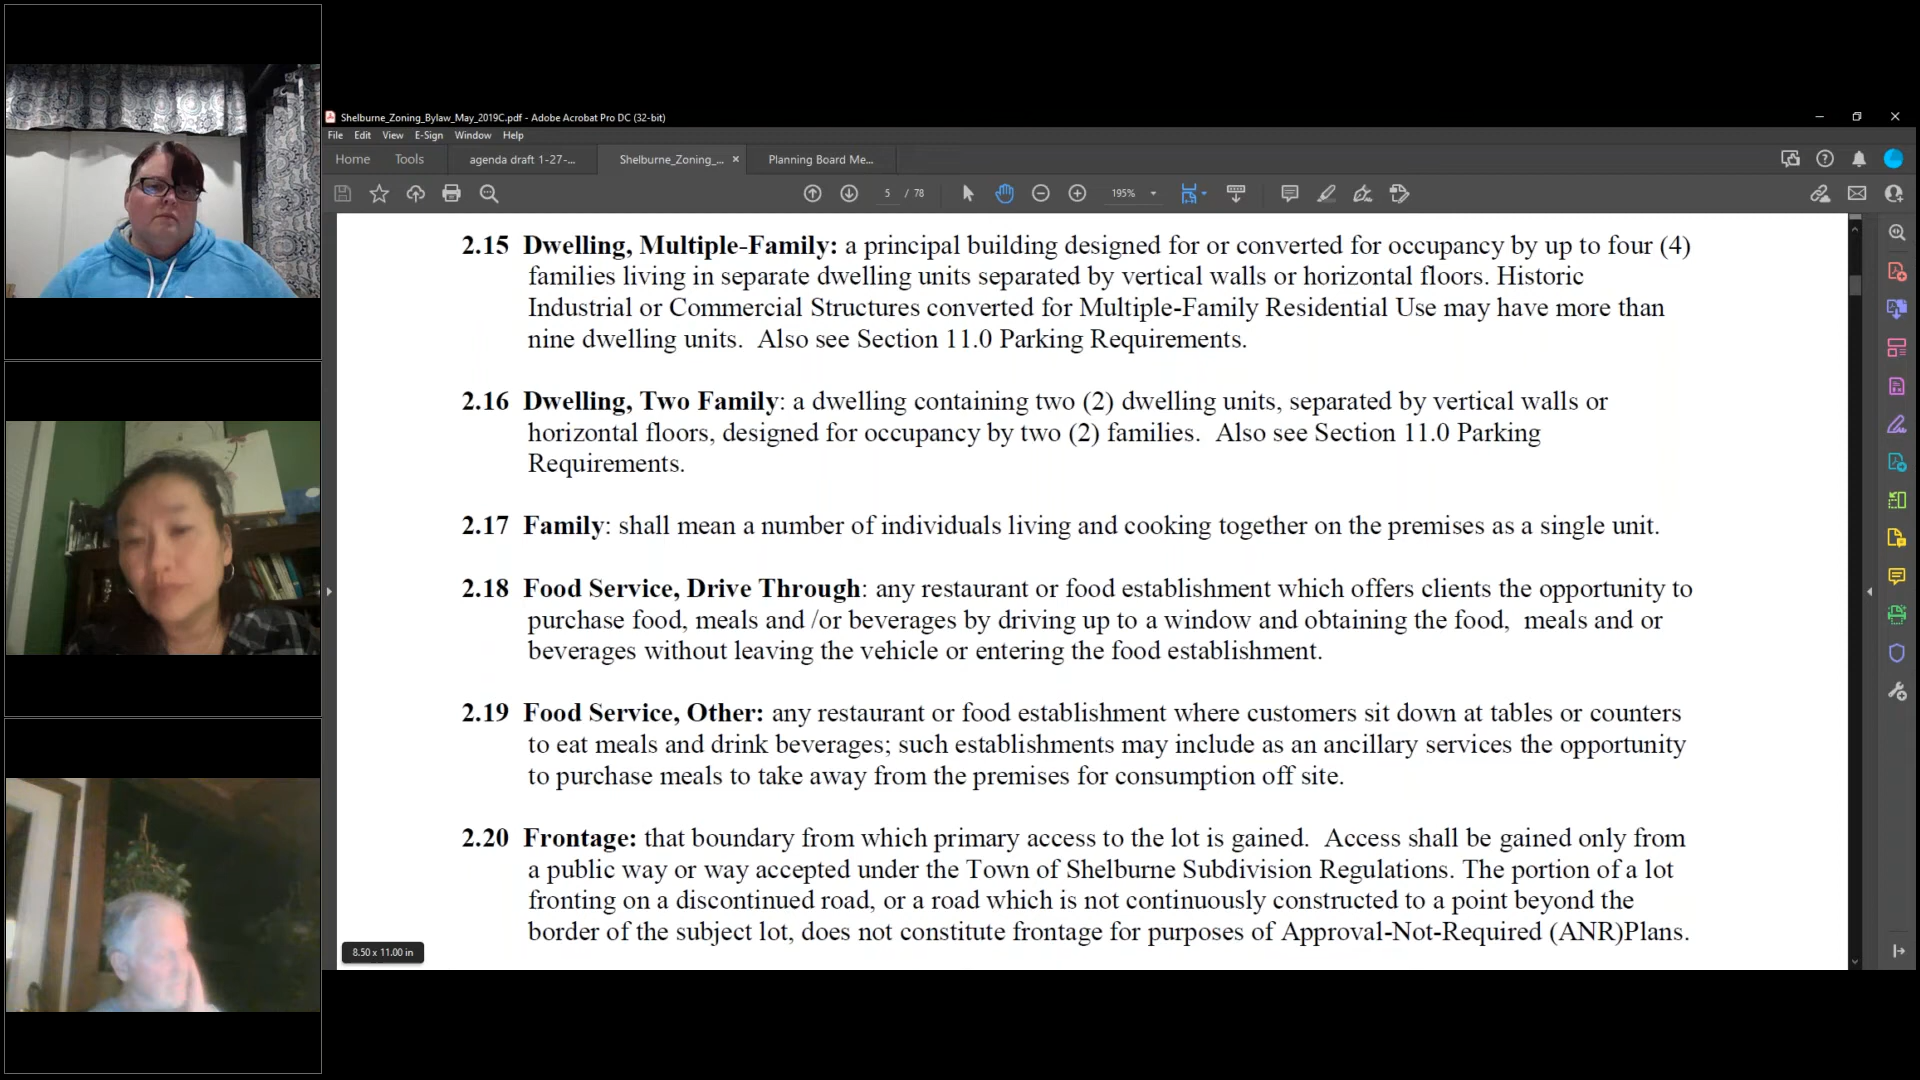 Shelburne_Zoning_Bylaw_May_2019C.pdf - Adobe Acrobat Pro DC (32-bit)
File Edit View E-Sign Window Help
Home Tools agenda draft 1-27-... Shelburne_Zoning_... × Planning Board Me...
5 / 78 195%
2.15 Dwelling, Multiple-Family: a principal building designed for or converted for occupancy by up to four (4)
families living in separate dwelling units separated by vertical walls or horizontal floors. Historic
Industrial or Commercial Structures converted for Multiple-Family Residential Use may have more than
nine dwelling units. Also see Section 11.0 Parking Requirements.
2.16 Dwelling, Two Family: a dwelling containing two (2) dwelling units, separated by vertical walls or
horizontal floors, designed for occupancy by two (2) families. Also see Section 11.0 Parking
Requirements.
2.17 Family: shall mean a number of individuals living and cooking together on the premises as a single unit.
2.18 Food Service, Drive Through: any restaurant or food establishment which offers clients the opportunity to
purchase food, meals and /or beverages by driving up to a window and obtaining the food, meals and or
beverages without leaving the vehicle or entering the food establishment.
2.19 Food Service, Other: any restaurant or food establishment where customers sit down at tables or counters
to eat meals and drink beverages; such establishments may include as an ancillary services the opportunity
to purchase meals to take away from the premises for consumption off site.
2.20 Frontage: that boundary from which primary access to the lot is gained. Access shall be gained only from
a public way or way accepted under the Town of Shelburne Subdivision Regulations. The portion of a lot
fronting on a discontinued road, or a road which is not continuously constructed to a point beyond the
border of the subject lot, does not constitute frontage for purposes of Approval-Not-Required (ANR)Plans.
8.50 x 11.00 in